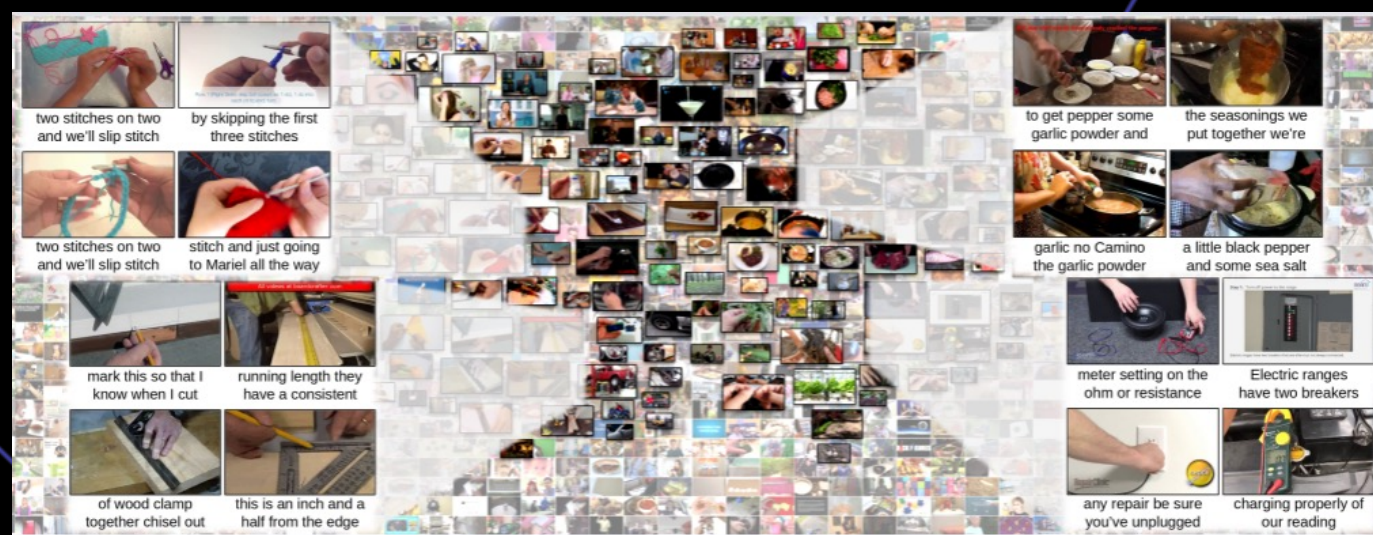 two stitches on two
and we'll slip stitch
by skipping the first
three stitches
two stitches on two
and we'll slip stitch
stitch and just going
to Mariel all the way
mark this so that I
know when I cut
running length they
have a consistent
of wood clamp
together chisel out
this is an inch and a
half from the edge
to get pepper some
garlic powder and
the seasonings we
put together we're
garlic no Camino
the garlic powder
a little black pepper
and some sea salt
meter setting on the
ohm or resistance
Electric ranges
have two breakers
any repair be sure
you've unplugged
charging properly of
our reading